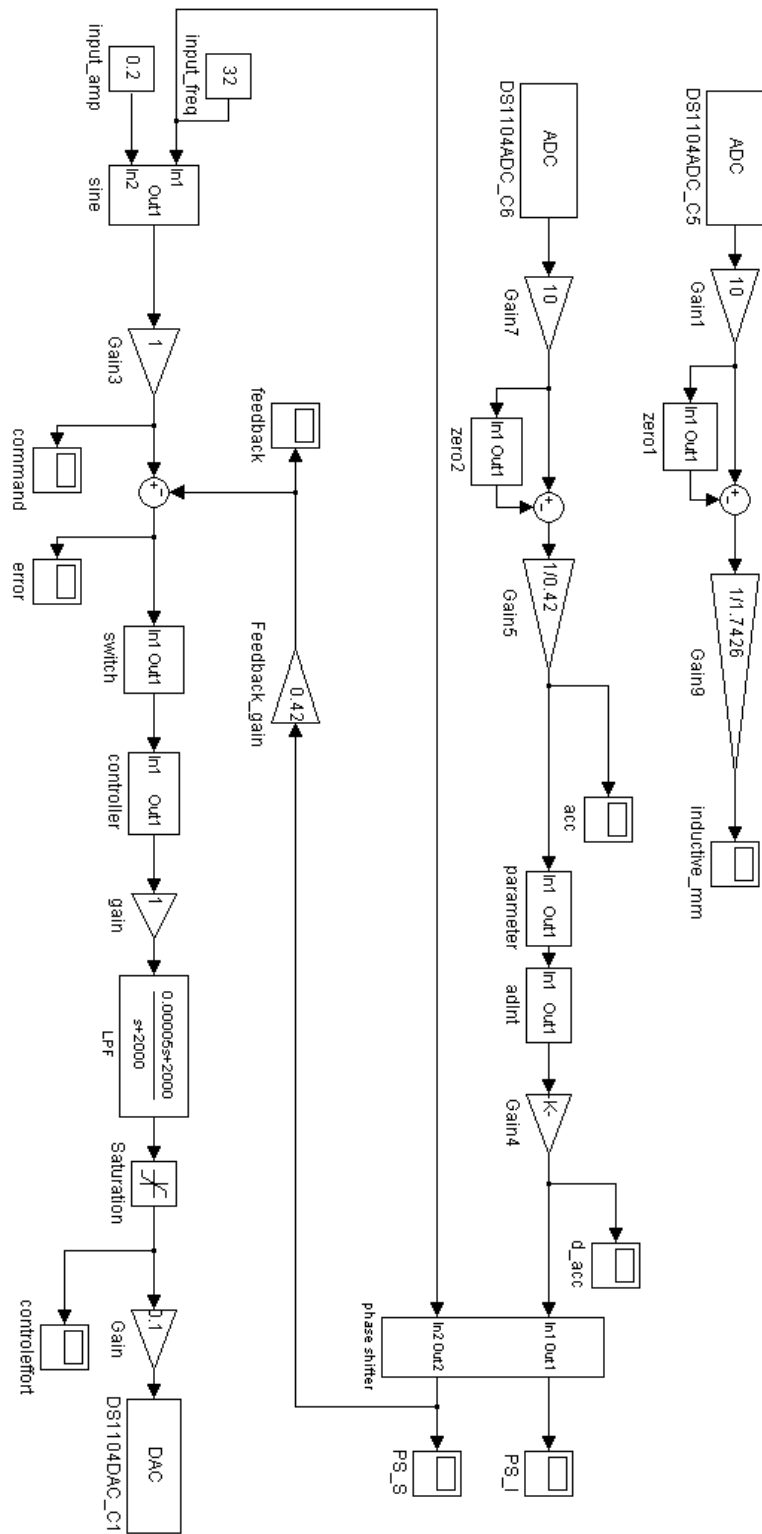 ADC
DS1104ADC_C5
10
Gain1
In1 Out1
zero1
+
-
1/1.7426
Gain9
inductive_mm
ADC
DS1104ADC_C6
10
Gain7
In1 Out1
zero2
+
-
1/0.42
Gain5
acc
In1 Out1
parameter
In1 Out1
adInt
-K-
Gain4
d_acc
In1 Out1
In2 Out2
phase shifter
PS_I
PS_S
feedback
0.42
Feedback_gain
32
input_freq
0.2
input_amp
In1
Out1
In2
sine
1
Gain3
command
+
-
error
In1 Out1
switch
In1 Out1
controller
1
gain
0.00005s+2000
s+2000
LPF
Saturation
controleffort
0.1
Gain
DAC
DS1104DAC_C1